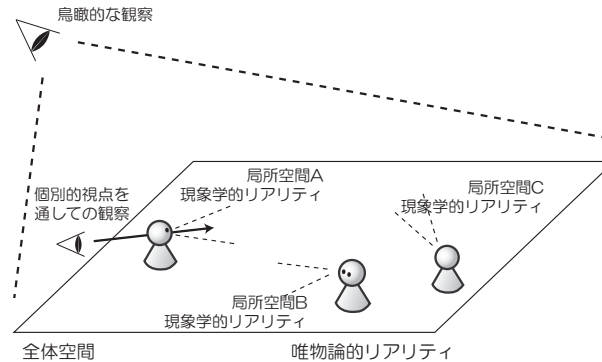 鳥瞰的な観察
局所空間A
現象学的リアリティ
局所空間C
現象学的リアリティ
個別的視点を
通しての観察
局所空間B
現象学的リアリティ
全体空間
唯物論的リアリティ